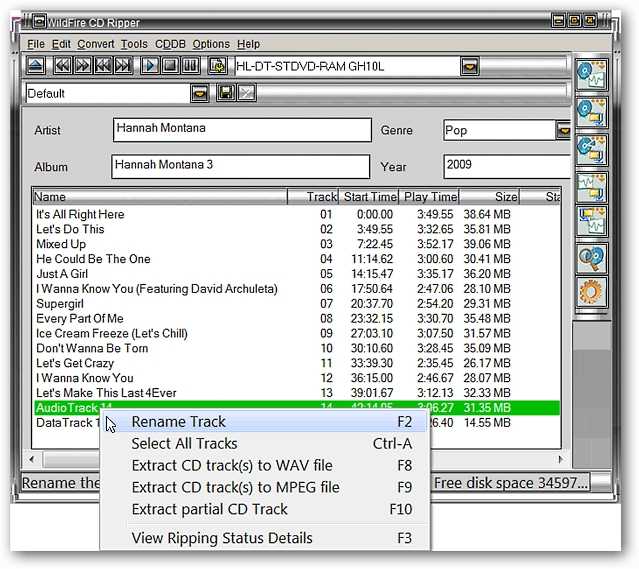 WildFire CD Ripper
File Edit Convert Tools CDDB Options Help
HL-DT-STDVD-RAM GH10L
Default
Artist Hannah Montana Genre Pop
Album Hannah Montana 3 Year 2009
Name Track Start Time Play Time Size Sta
It's All Right Here 01 0:00.00 3:49.55 38.64 MB
Let's Do This 02 3:49.55 3:32.65 35.81 MB
Mixed Up 03 7:22.45 3:52.17 39.06 MB
He Could Be The One 04 11:14.62 3:00.60 30.41 MB
Just A Girl 05 14:15.47 3:35.17 36.20 MB
I Wanna Know You (Featuring David Archuleta) 06 17:50.64 2:47.06 28.10 MB
Supergirl 07 20:37.70 2:54.20 29.31 MB
Every Part Of Me 08 23:32.15 3:30.70 35.48 MB
Ice Cream Freeze (Let's Chill) 09 27:03.10 3:07.50 31.57 MB
Don't Wanna Be Torn 10 30:10.60 3:28.45 35.09 MB
Let's Get Crazy 11 33:39.30 2:35.45 26.17 MB
I Wanna Know You 12 36:15.00 2:46.67 28.07 MB
Let's Make This Last 4Ever 13 39:01.67 3:12.13 32.33 MB
AudioTrack 14 14 42:14.05 3:06.27 31.35 MB
DataTrack 26.40 14.55 MB
Rename Track F2
Select All Tracks Ctrl-A
Extract CD track(s) to WAV file F8
Extract CD track(s) to MPEG file F9
Extract partial CD Track F10
View Ripping Status Details F3
Rename the Free disk space 34597...